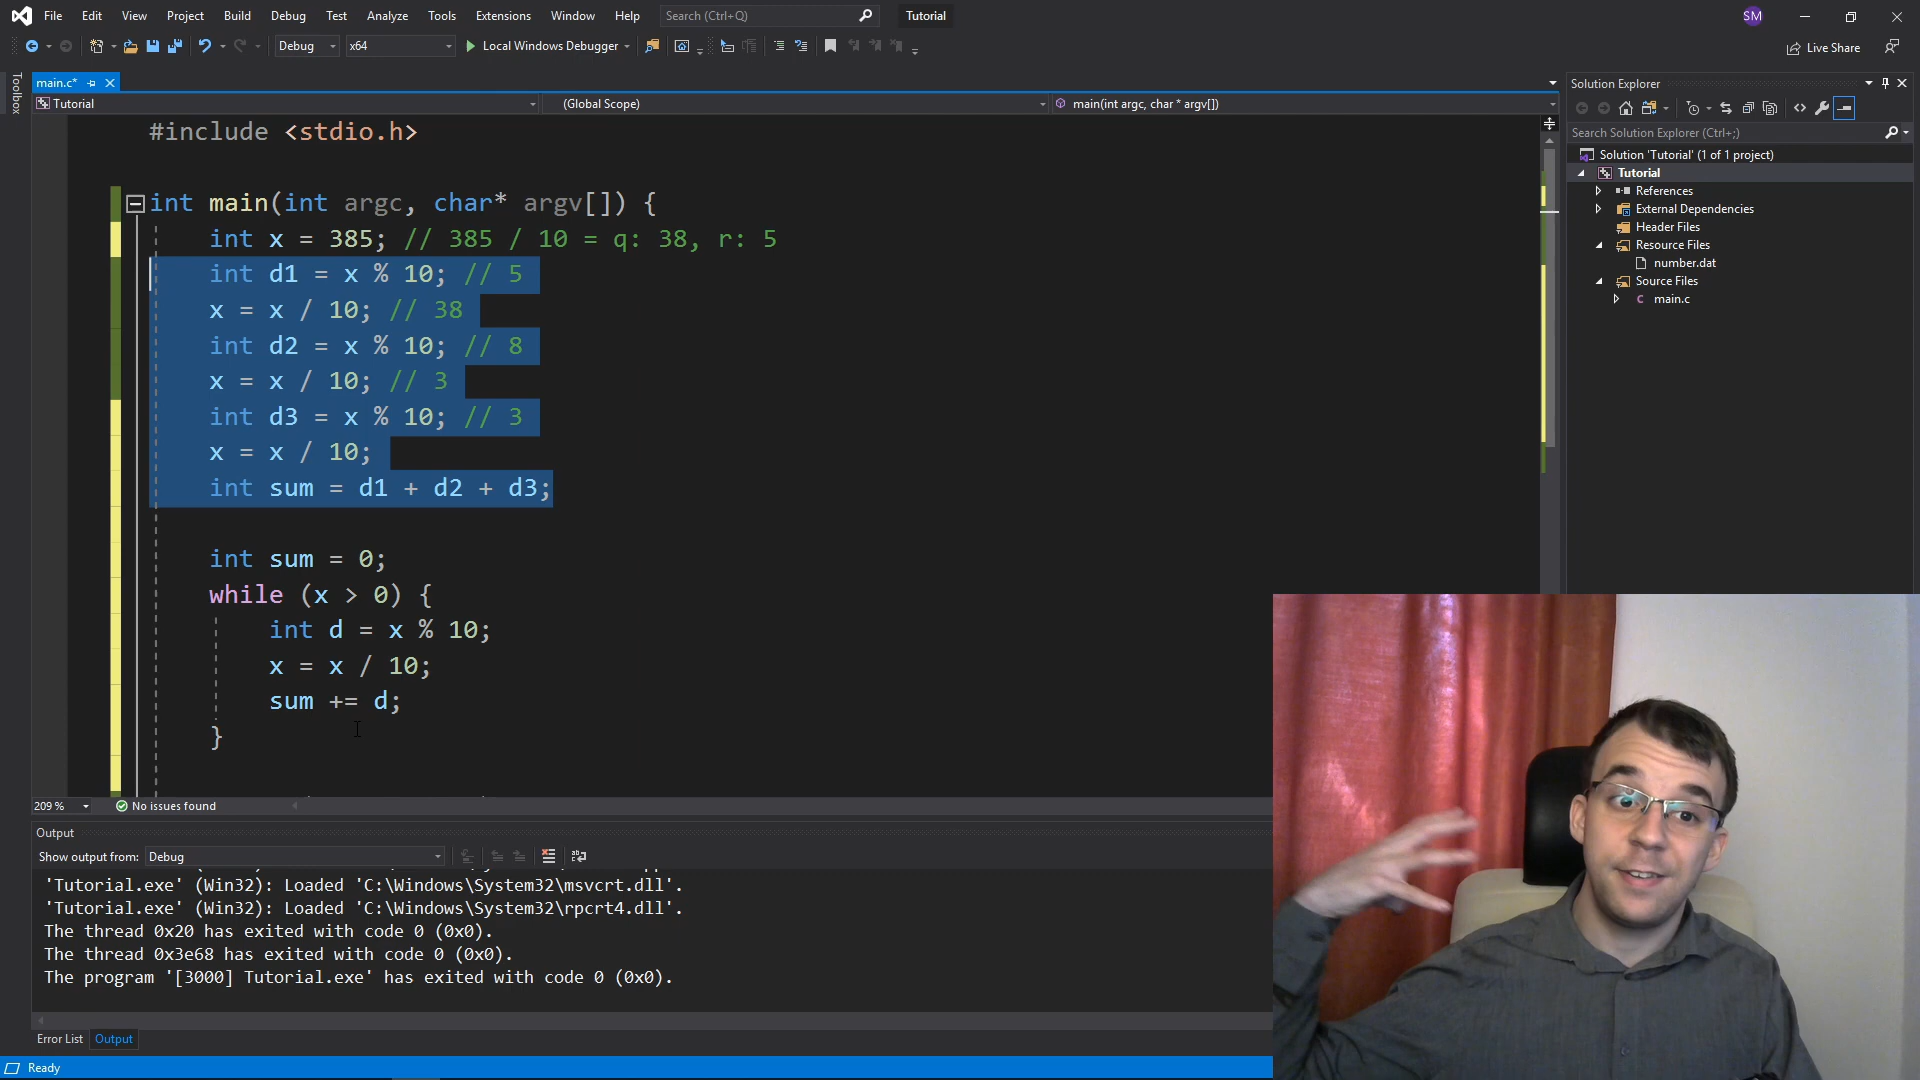 File Edit View Project Build Debug Test Analyze Tools Extensions Window Help Search (Ctrl+Q) Tutorial SM
Debug x64 Local Windows Debugger Live Share
Toolbox
main.c*
Tutorial (Global Scope) main(int argc, char * argv[])
#include <stdio.h>
int main(int argc, char* argv[]) {
int x = 385; // 385 / 10 = q: 38, r: 5
int d1 = x % 10; // 5
x = x / 10; // 38
int d2 = x % 10; // 8
x = x / 10; // 3
int d3 = x % 10; // 3
x = x / 10;
int sum = d1 + d2 + d3;
int sum = 0;
while (x > 0) {
int d = x % 10;
x = x / 10;
sum += d;
}
209 % No issues found
Output
Show output from: Debug
'Tutorial.exe' (Win32): Loaded 'C:\Windows\System32\msvcrt.dll'.
'Tutorial.exe' (Win32): Loaded 'C:\Windows\System32\rpcrt4.dll'.
The thread 0x20 has exited with code 0 (0x0).
The thread 0x3e68 has exited with code 0 (0x0).
The program '[3000] Tutorial.exe' has exited with code 0 (0x0).
Error List Output
Ready
Solution Explorer
Search Solution Explorer (Ctrl+;)
Solution 'Tutorial' (1 of 1 project)
Tutorial
References
External Dependencies
Header Files
Resource Files
number.dat
Source Files
main.c